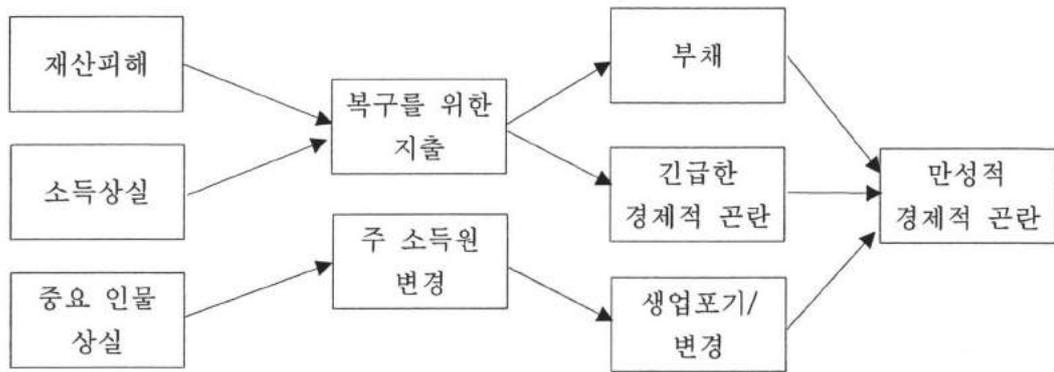 재산피해
소득상실
중요 인물
상실
복구를 위한
지출
주 소득원
변경
부채
긴급한
경제적 곤란
생업포기/
변경
만성적
경제적 곤란